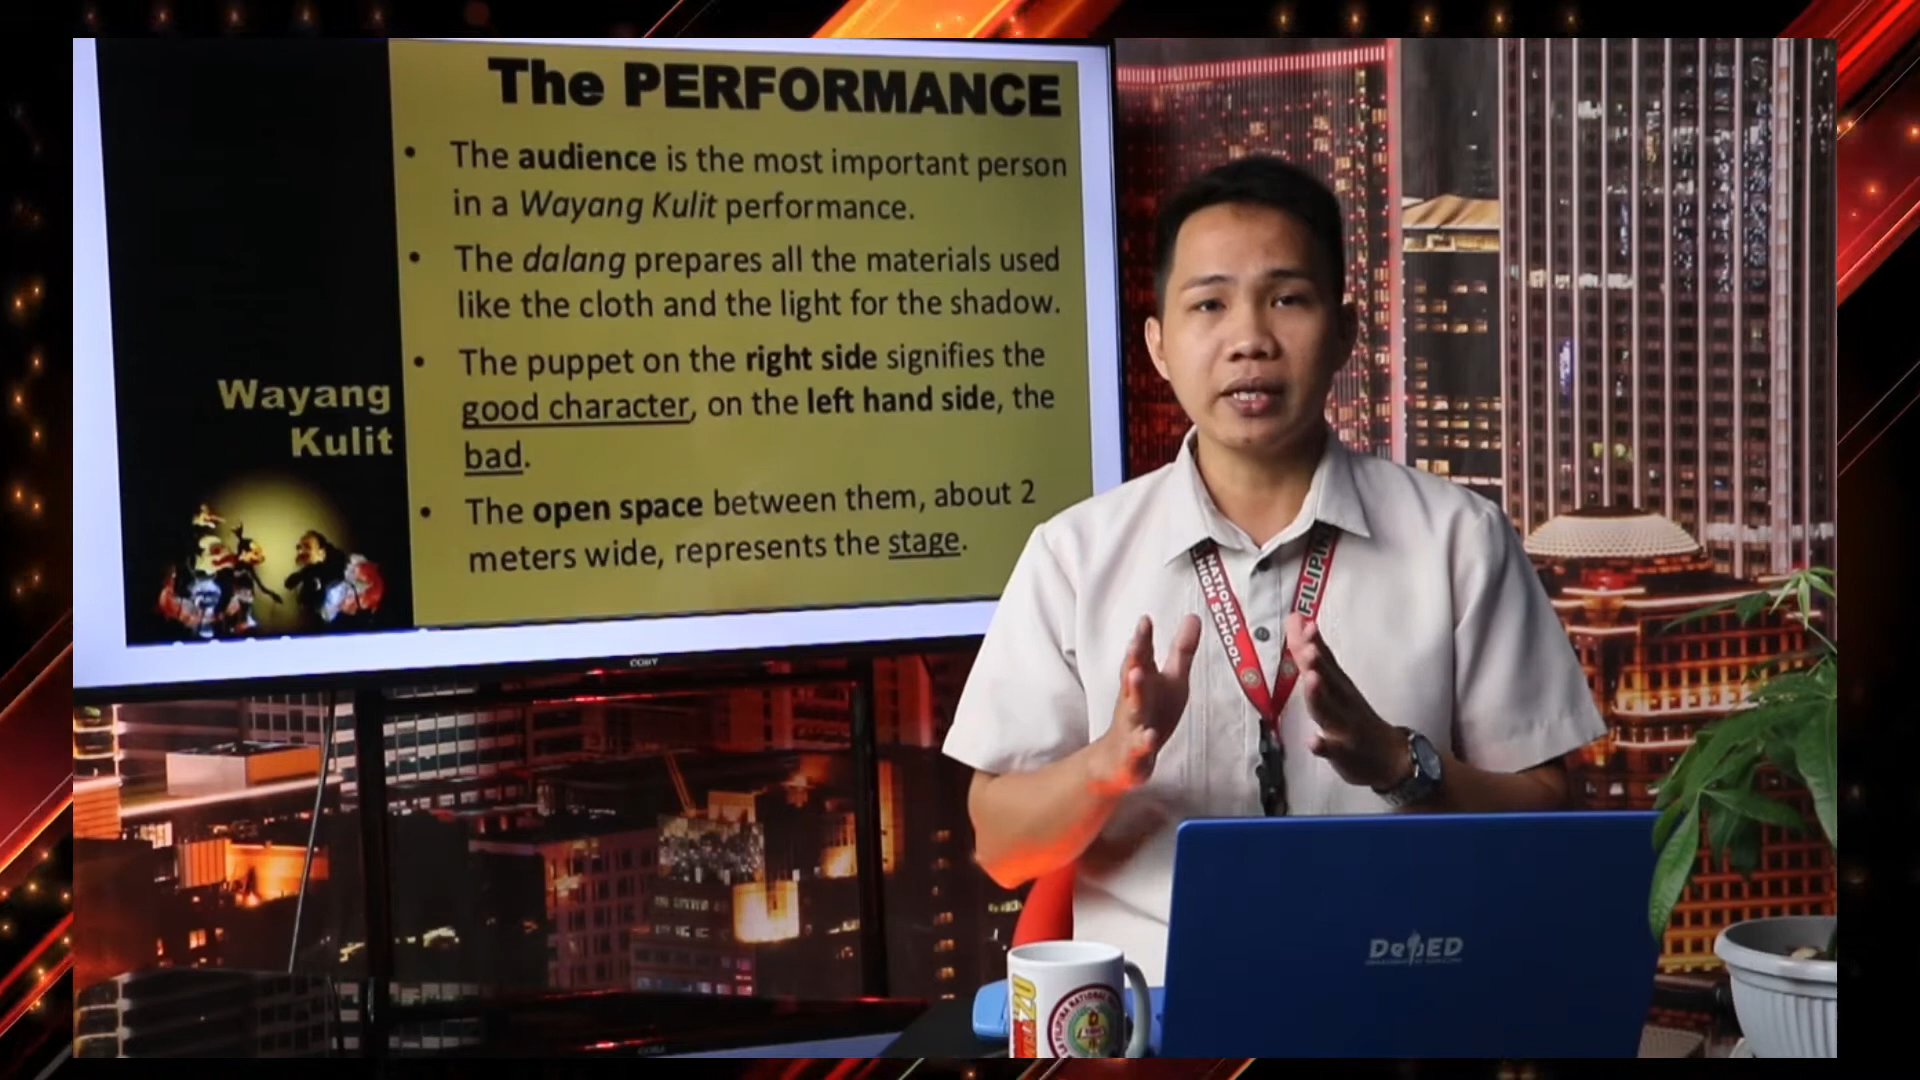 The PERFORMANCE
• The audience is the most important person
in a Wayang Kulit performance.
• The dalang prepares all the materials used
like the cloth and the light for the shadow.
• The puppet on the right side signifies the
good character, on the left hand side, the
bad.
• The open space between them, about 2
meters wide, represents the stage.
Wayang
Kulit
COBY
NATIONAL
HIGH SCHOOL
FILIPIN
DepED